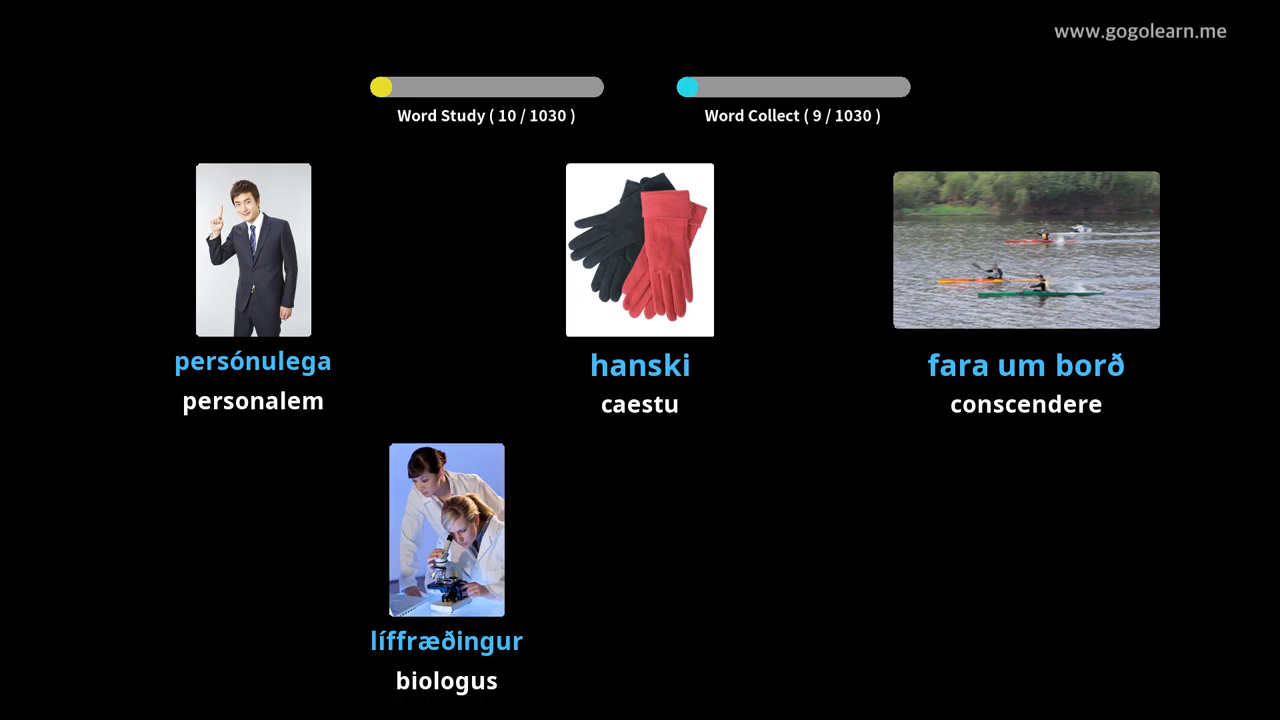 www.gogolearn.me
Word Study ( 10 / 1030 )
Word Collect ( 9 / 1030 )
persónulega
personalem
hanski
caestu
fara um borð
conscendere
líffræðingur
biologus